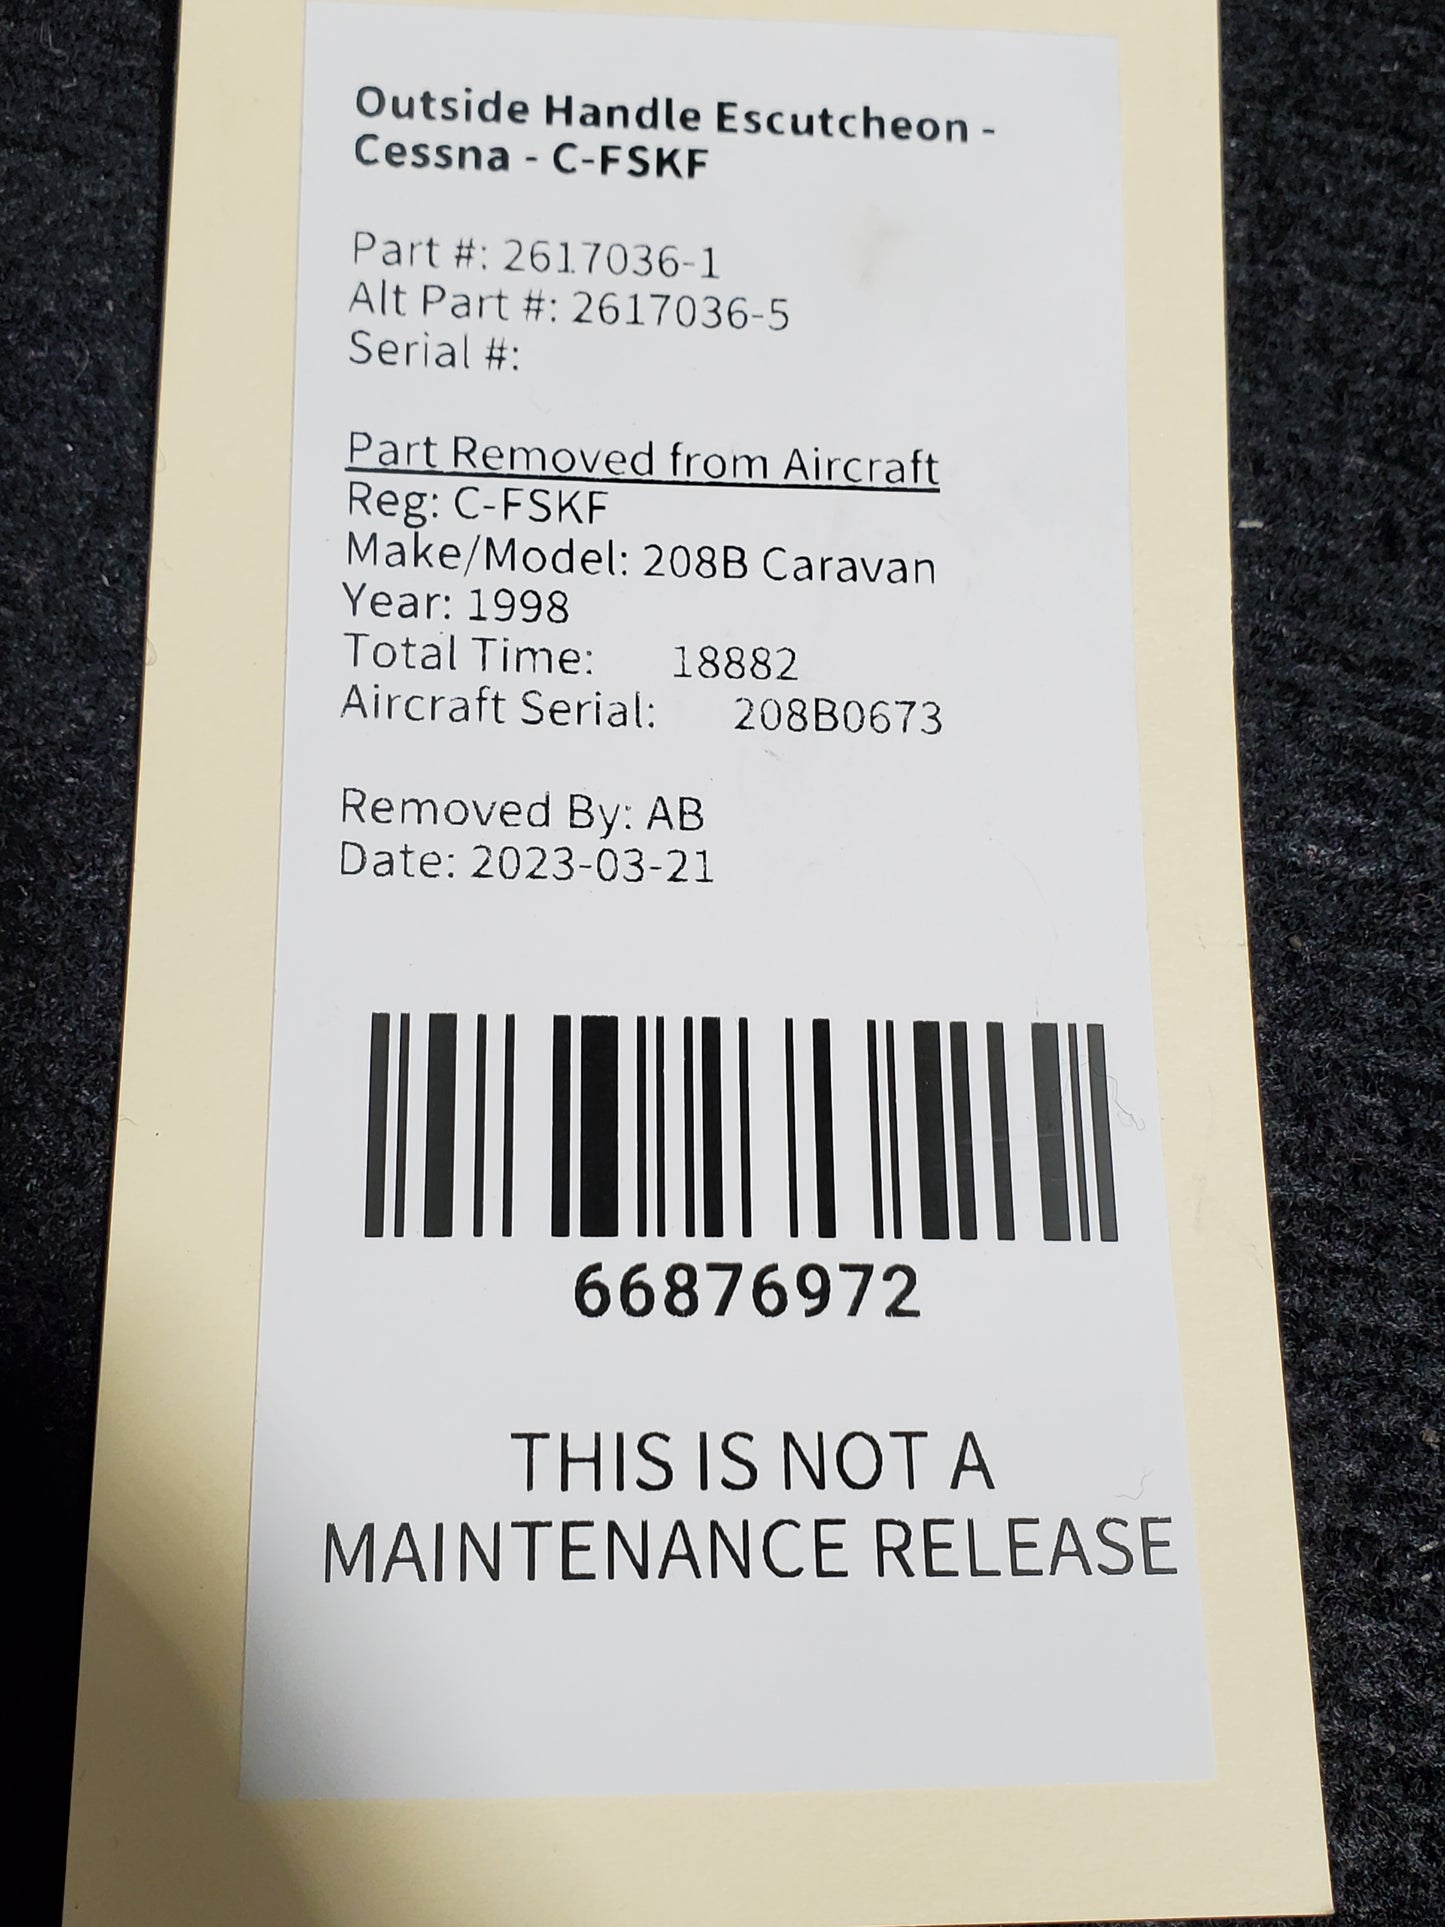 Outside Handle Escutcheon -
Cessna - C-FSKF
Part #: 2617036-1
Alt Part #: 2617036-5
Serial #:
Part Removed from Aircraft
Reg: C-FSKF
Make/Model: 208B Caravan
Year: 1998
Total Time: 18882
Aircraft Serial: 208B0673
Removed By: AB
Date: 2023-03-21
66876972
THIS IS NOT A
MAINTENANCE RELEASE